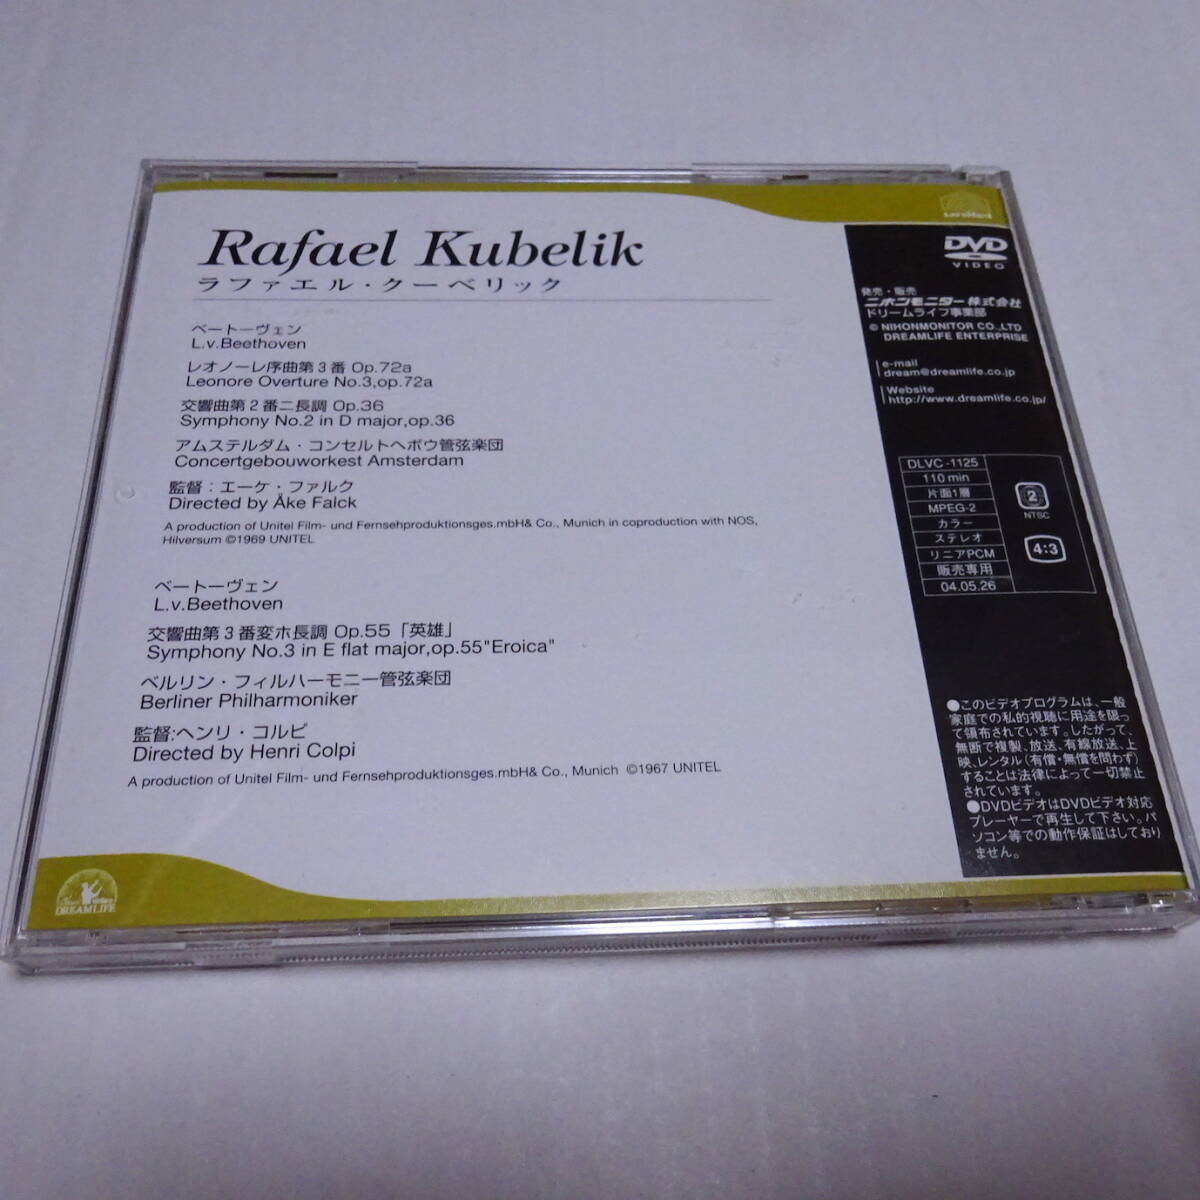 Rafael Kubelik
ラファエル・クーベリック
ベートーヴェン
L.v.Beethoven
レオノーレ序曲第3番 Op.72a
Leonore Overture No.3,op.72a
交響曲第2番ニ長調 Op.36
Symphony No.2 in D major,op.36
アムステルダム・コンセルトヘボウ管弦楽団
Concertgebouworkest Amsterdam
監督：エーケ・ファルク
Directed by Åke Falck
A production of Unitel Film- und Fernsehproduktionsges.mbH& Co., Munich in coproduction with NOS,
Hilversum ©1969 UNITEL
ベートーヴェン
L.v.Beethoven
交響曲第3番変ホ長調 Op.55「英雄」
Symphony No.3 in E flat major,op.55"Eroica"
ベルリン・フィルハーモニー管弦楽団
Berliner Philharmoniker
監督:ヘンリ・コルピ
Directed by Henri Colpi
A production of Unitel Film- und Fernsehproduktionsges.mbH& Co., Munich ©1967 UNITEL
DREAMLIFE
unitel
DVD
VIDEO
発売・販売
ニホンモニター株式会社
ドリームライフ事業部
© NIHONMONITOR CO.,LTD
DREAMLIFE ENTERPRISE
e-mail
dream@dreamlife.co.jp
Website
http://www.dreamlife.co.jp/
DLVC-1125
110 min
片面1層
MPEG-2
カラー
ステレオ
リニアPCM
販売専用
04.05.26
2
NTSC
4:3
●このビデオプログラムは、一般
家庭での私的視聴に用途を限っ
て頒布されています。したがって、
無断で複製、放送、有線放送、上
映、レンタル(有償・無償を問わず)
することは法律によって一切禁止
されています。
●DVDビデオはDVDビデオ対応
プレーヤーで再生して下さい。パ
ソコン等での動作保証はしており
ません。